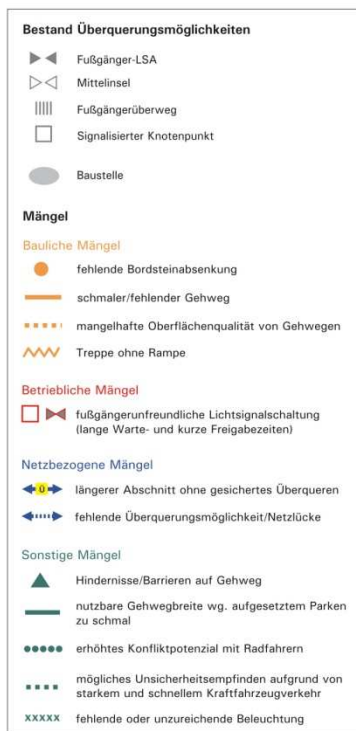 Bestand Überquerungsmöglichkeiten
Fußgänger-LSA
Mittelinsel
Fußgängerüberweg
Signalisierter Knotenpunkt
Baustelle
Mängel
Bauliche Mängel
fehlende Bordsteinabsenkung
schmaler/fehlender Gehweg
mangelhafte Oberflächenqualität von Gehwegen
Treppe ohne Rampe
Betriebliche Mängel
fußgängerunfreundliche Lichtsignalschaltung
(lange Warte- und kurze Freigabezeiten)
Netzbezogene Mängel
Ü längerer Abschnitt ohne gesichertes Überqueren
fehlende Überquerungsmöglichkeit/Netzlücke
Sonstige Mängel
Hindernisse/Barrieren auf Gehweg
nutzbare Gehwegbreite wg. aufgesetztem Parken
zu schmal
erhöhtes Konfliktpotenzial mit Radfahrern
mögliches Unsicherheitsempfinden aufgrund von
starkem und schnellem Kraftfahrzeugverkehr
xxxxx fehlende oder unzureichende Beleuchtung